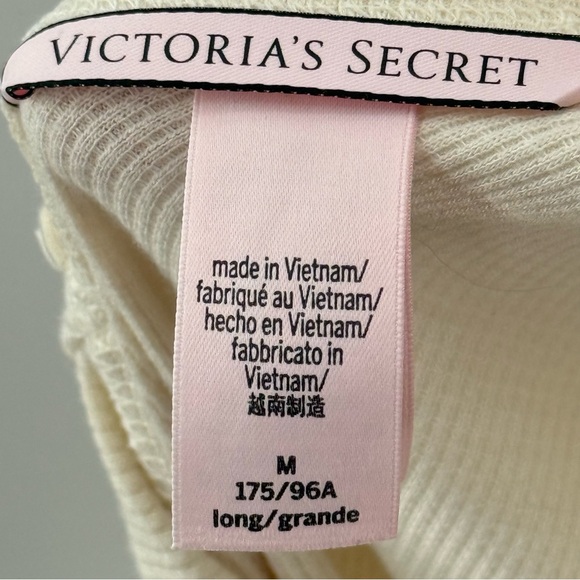 VICTORIA'S SECRET
made in Vietnam/
fabriqué au Vietnam/
hecho en Vietnam/
fabbricato in
Vietnam/
越南制造
M
175/96A
long/grande